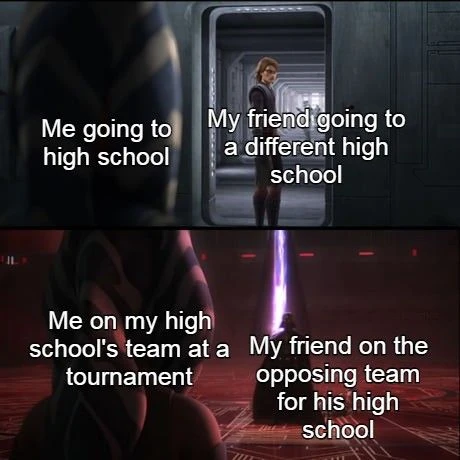 Me going to
high school
My friend going to
a different high
school
Me on my high
school's team at a
tournament
My friend on the
opposing team
for his high
school